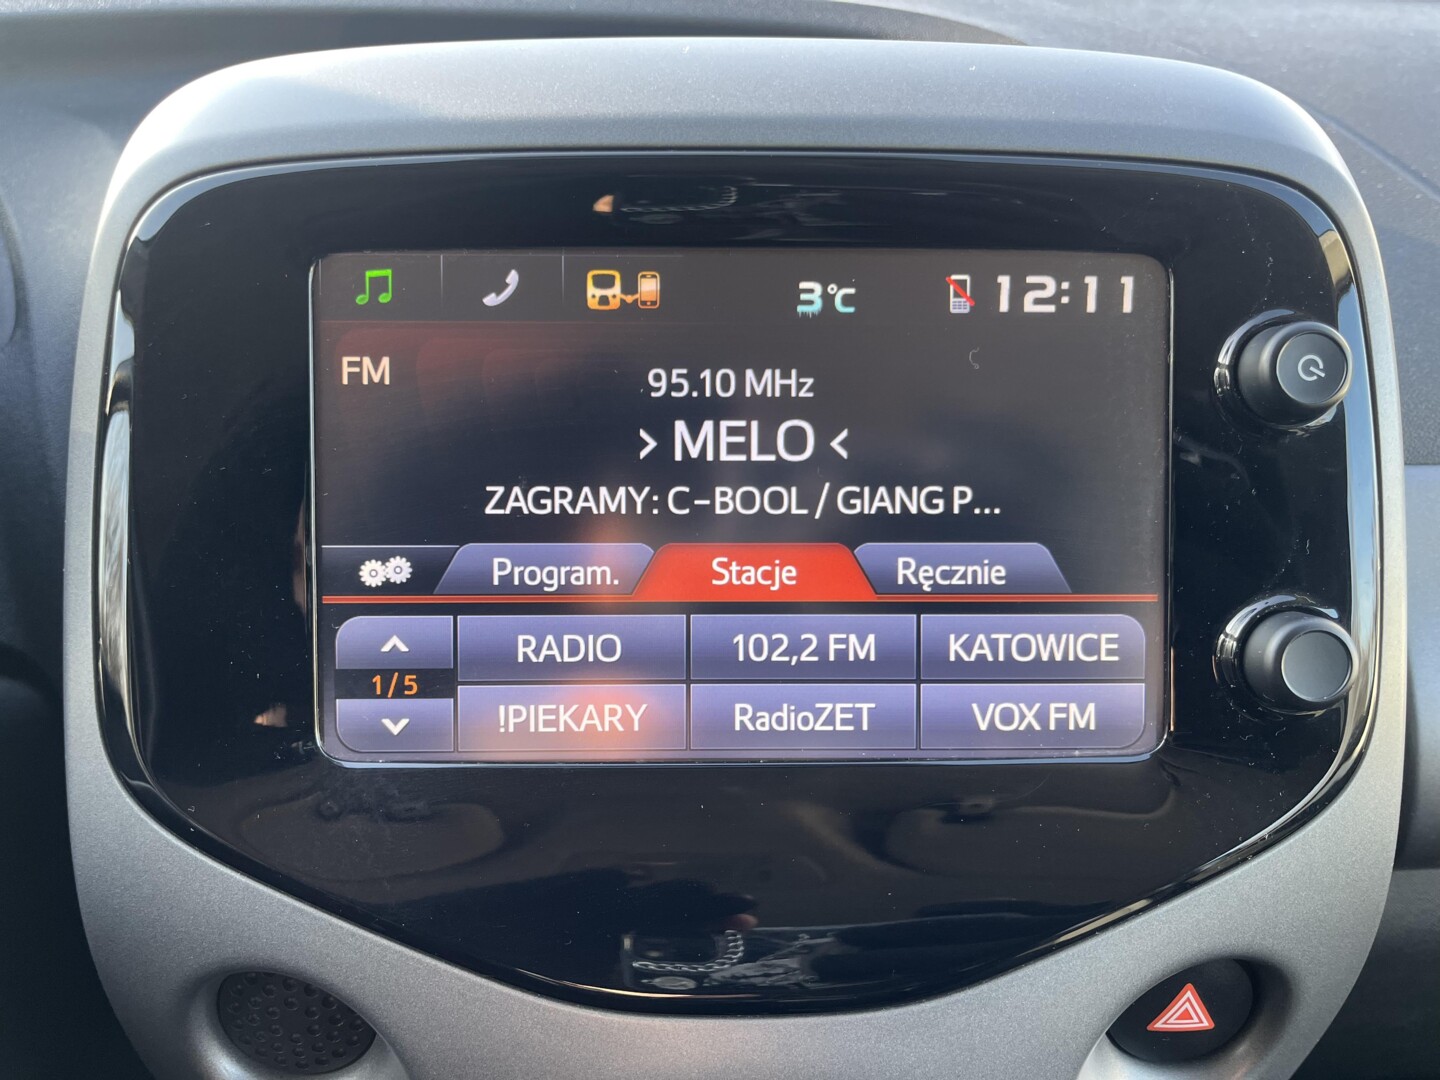 3°C 12:11
FM
95.10 MHz
> MELO <
ZAGRAMY: C-BOOL / GIANG P...
Program. Stacje Ręcznie
RADIO 102,2 FM KATOWICE
1/5
!PIEKARY RadioZET VOX FM